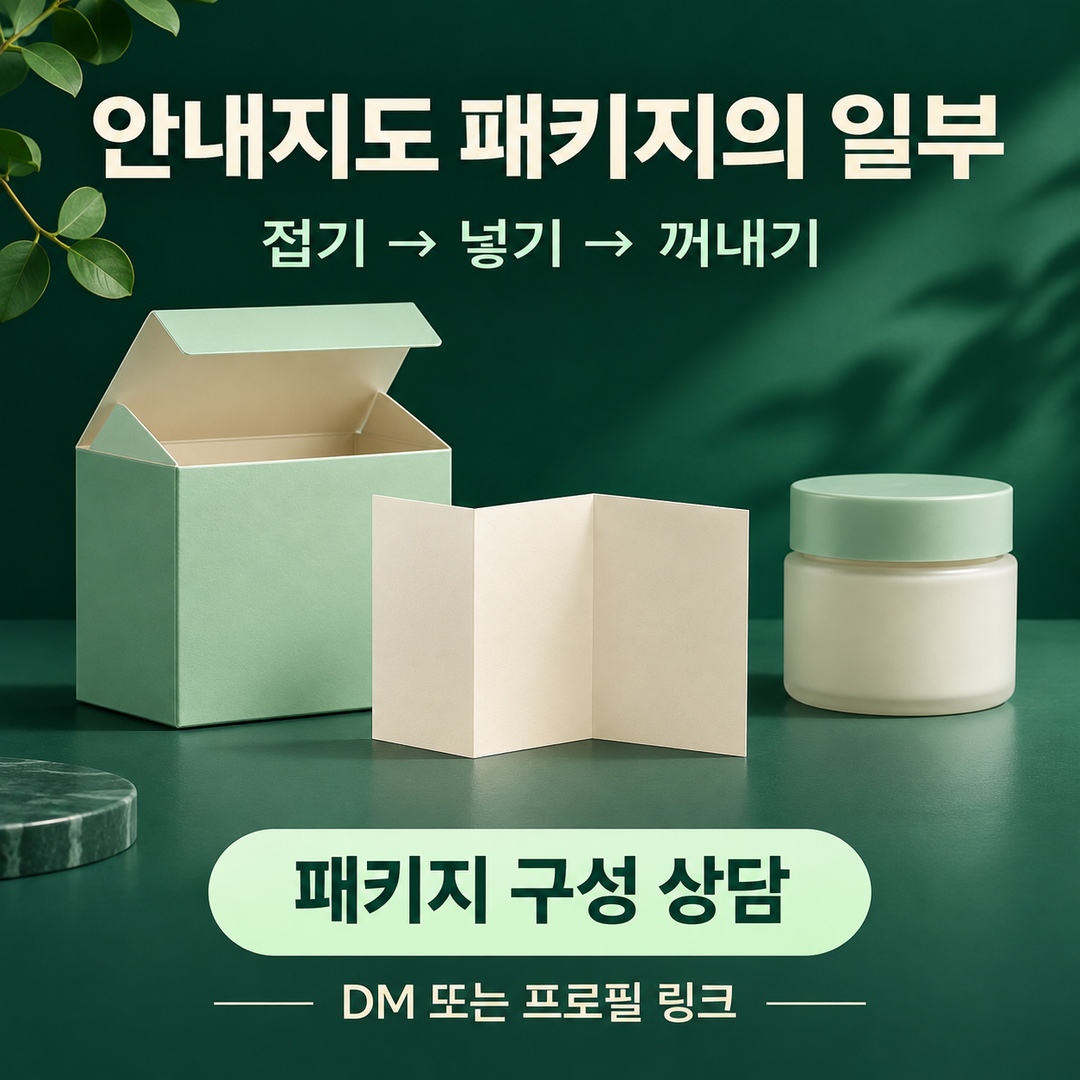 안내지도 패키지의 일부
접기 → 넣기 → 꺼내기
패키지 구성 상담
DM 또는 프로필 링크